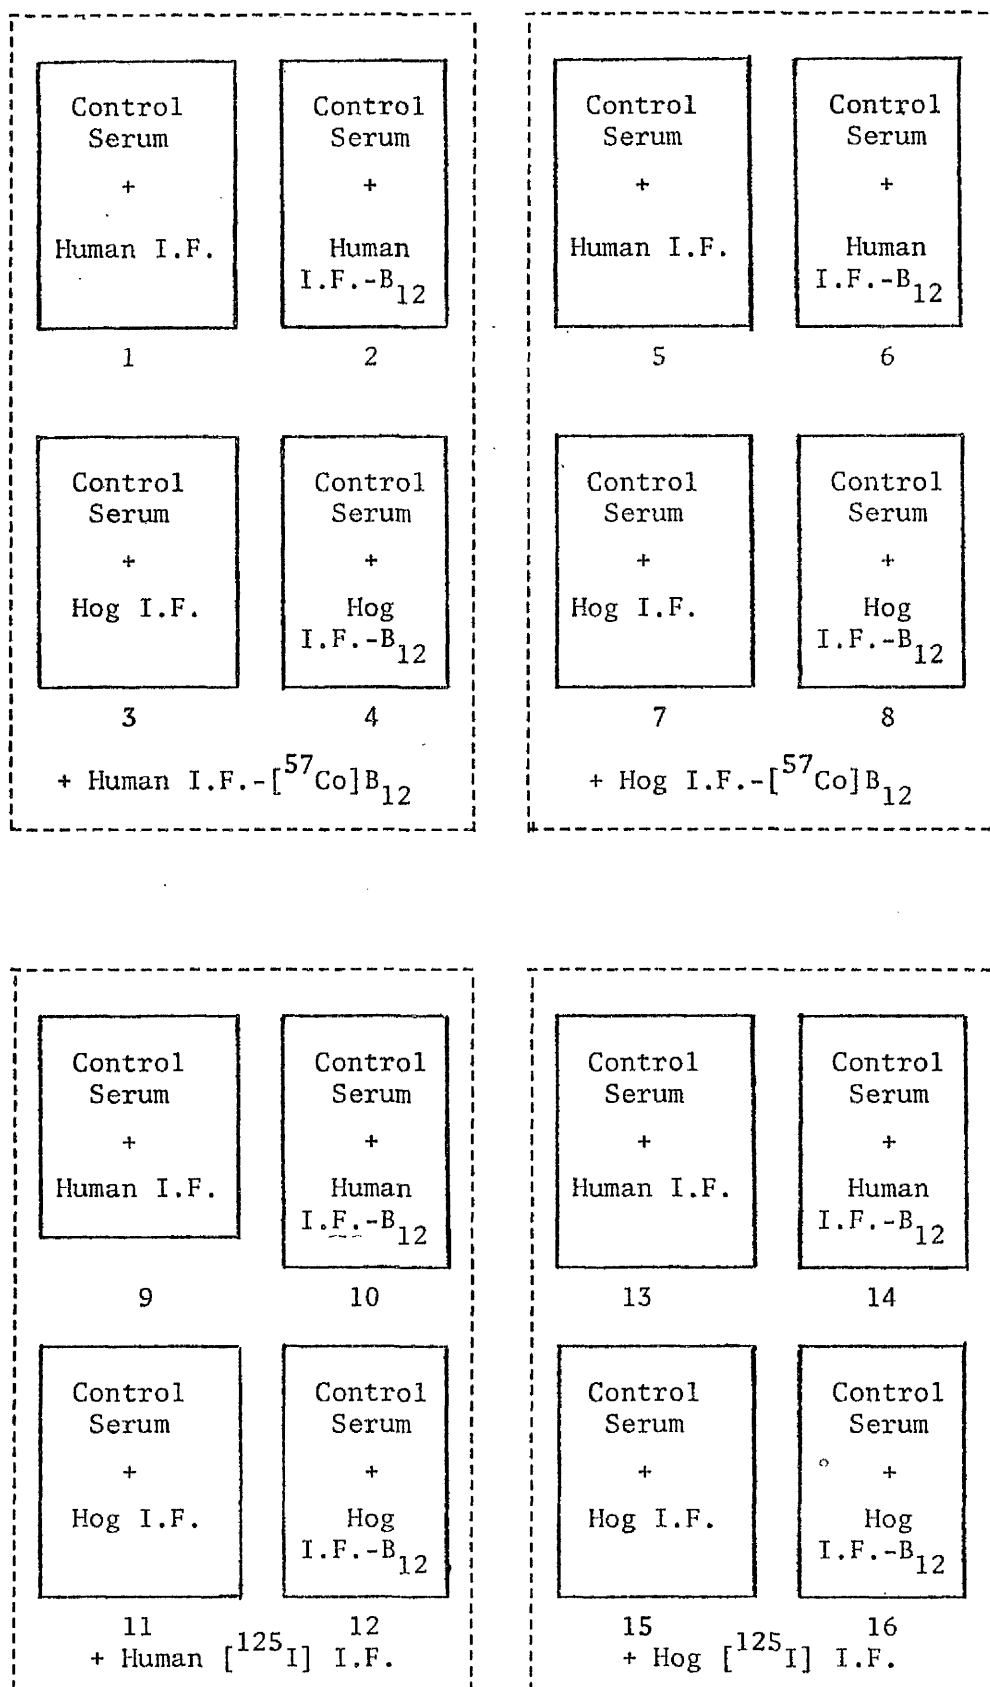 Control
Serum
+
Human I.F.
1
Control
Serum
+
Human
I.F.-B12
2
Control
Serum
+
Hog I.F.
3
Control
Serum
+
Hog
I.F.-B12
4
+ Human I.F.-[57Co]B12
Control
Serum
+
Human I.F.
5
Control
Serum
+
Human
I.F.-B12
6
Control
Serum
+
Hog I.F.
7
Control
Serum
+
Hog
I.F.-B12
8
+ Hog I.F.-[57Co]B12
Control
Serum
+
Human I.F.
9
Control
Serum
+
Human
I.F.-B12
10
Control
Serum
+
Hog I.F.
11
Control
Serum
+
Hog
I.F.-B12
12
+ Human [125I] I.F.
Control
Serum
+
Human I.F.
13
Control
Serum
+
Human
I.F.-B12
14
Control
Serum
+
Hog I.F.
15
Control
Serum
+
Hog
I.F.-B12
16
+ Hog [125I] I.F.